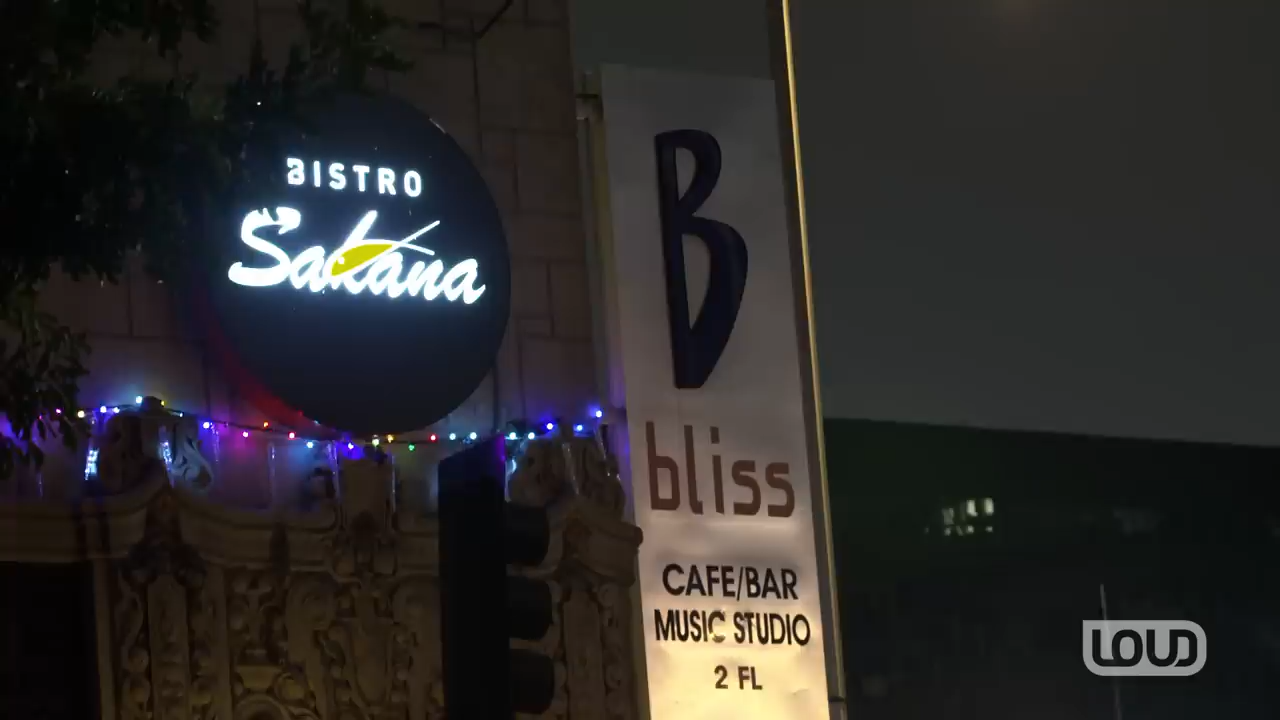 BISTRO
Sakana
B
bliss
CAFE/BAR
MUSIC STUDIO
2 FL
LOUD